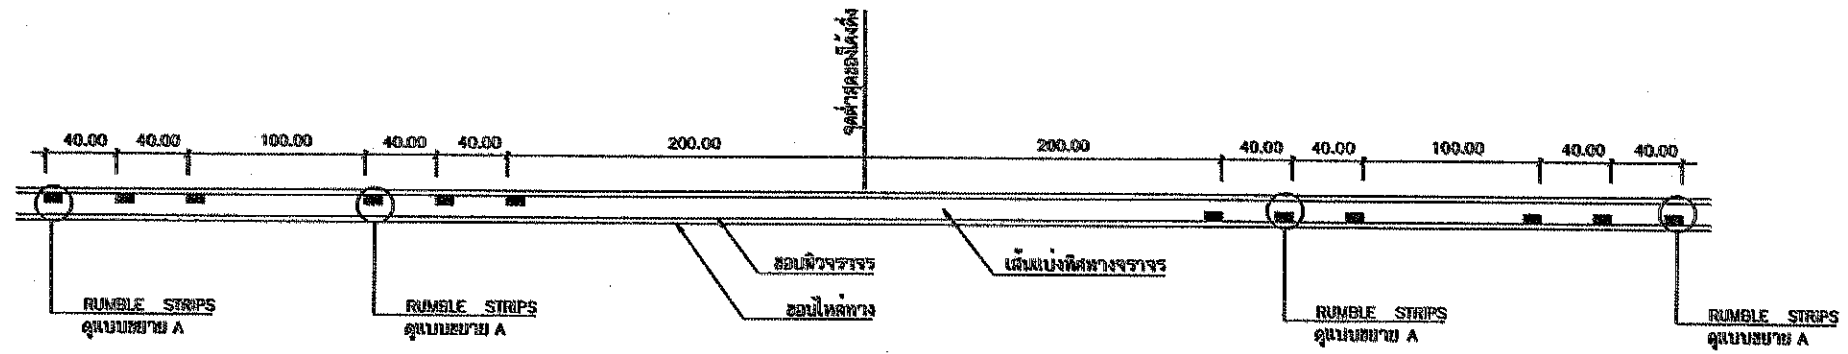 จุดต่ำสุดของโค้งดิ่ง
40.00 40.00 100.00 40.00 40.00 200.00 200.00 40.00 40.00 100.00 40.00 40.00
ขอบผิวจราจร
เส้นแบ่งทิศทางจราจร
ขอบไหล่ทาง
RUMBLE STRIPS
ดูแบบขยาย A
RUMBLE STRIPS
ดูแบบขยาย A
RUMBLE STRIPS
ดูแบบขยาย A
RUMBLE STRIPS
ดูแบบขยาย A